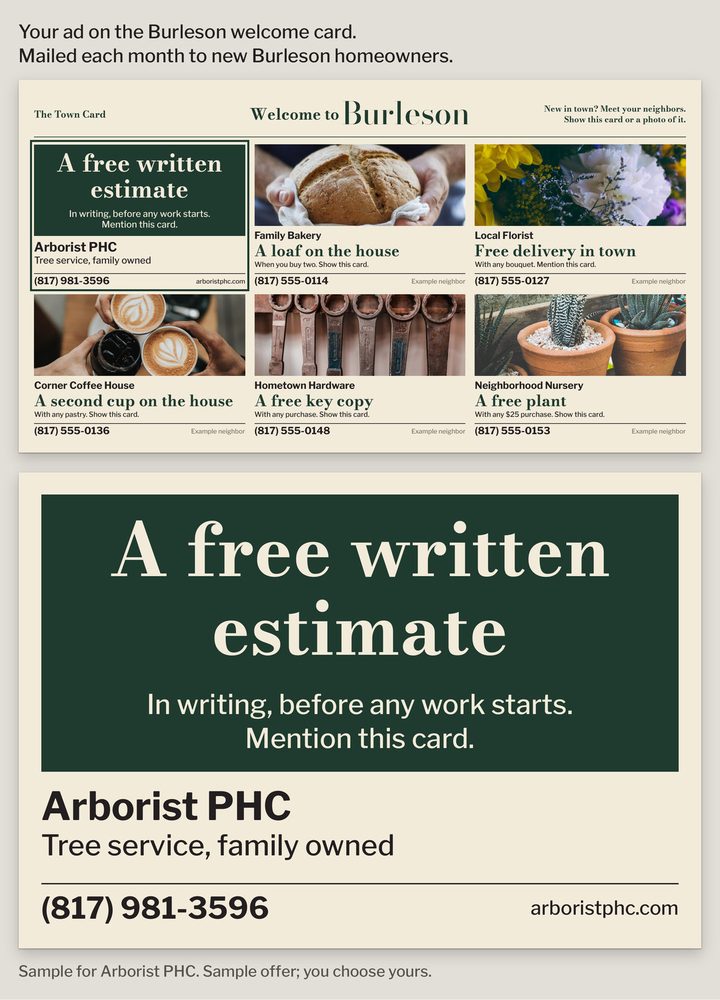 Your ad on the Burleson welcome card.
Mailed each month to new Burleson homeowners.
The Town Card
Welcome to Burleson
New in town? Meet your neighbors.
Show this card or a photo of it.
A free written
estimate
In writing, before any work starts.
Mention this card.
Arborist PHC
Tree service, family owned
(817) 981-3596
arboristphc.com
Family Bakery
A loaf on the house
When you buy two. Show this card.
(817) 555-0114
Example neighbor
Local Florist
Free delivery in town
With any bouquet. Mention this card.
(817) 555-0127
Example neighbor
Corner Coffee House
A second cup on the house
With any pastry. Show this card.
(817) 555-0136
Example neighbor
Hometown Hardware
A free key copy
With any purchase. Show this card.
(817) 555-0148
Example neighbor
Neighborhood Nursery
A free plant
With any $25 purchase. Show this card.
(817) 555-0153
Example neighbor
A free written
estimate
In writing, before any work starts.
Mention this card.
Arborist PHC
Tree service, family owned
(817) 981-3596
arboristphc.com
Sample for Arborist PHC. Sample offer; you choose yours.